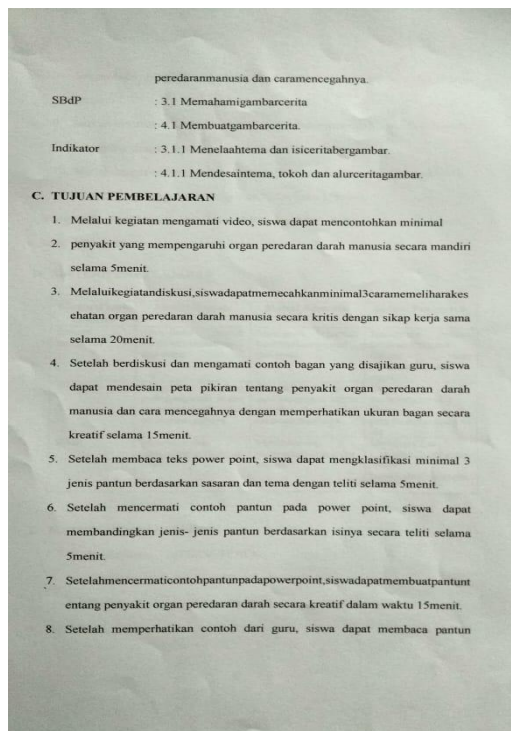 peredaranmanusia dan caramencegahnya.
SBdP : 3.1 Memahamigambarcerita
: 4.1 Membuatgambarcerita.
Indikator : 3.1.1 Menelaahtema dan isiceritabergambar.
: 4.1.1 Mendesaintema, tokoh dan alurceritagambar.
C. TUJUAN PEMBELAJARAN
1. Melalui kegiatan mengamati video, siswa dapat mencontohkan minimal
2. penyakit yang mempengaruhi organ peredaran darah manusia secara mandiri
selama 5menit.
3. Melaluikegiatandiskusi,siswadapatmemecahkanminimal3caramemeliharakes
ehatan organ peredaran darah manusia secara kritis dengan sikap kerja sama
selama 20menit.
4. Setelah berdiskusi dan mengamati contoh bagan yang disajikan guru, siswa
dapat mendesain peta pikiran tentang penyakit organ peredaran darah
manusia dan cara mencegahnya dengan memperhatikan ukuran bagan secara
kreatif selama 15menit.
5. Setelah membaca teks power point, siswa dapat mengklasifikasi minimal 3
jenis pantun berdasarkan sasaran dan tema dengan teliti selama 5menit.
6. Setelah mencermati contoh pantun pada power point, siswa dapat
membandingkan jenis- jenis pantun berdasarkan isinya secara teliti selama
5menit.
7. Setelahmencermaticontohpantunpadapowerpoint,siswadapatmembuatpantunt
entang penyakit organ peredaran darah secara kreatif dalam waktu 15menit.
8. Setelah memperhatikan contoh dari guru, siswa dapat membaca pantun